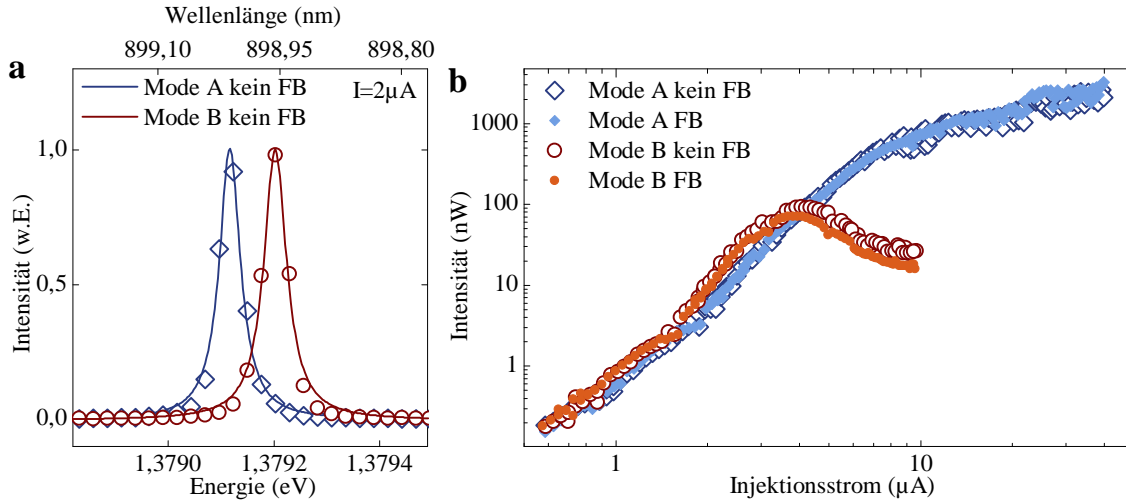 Wellenlänge (nm)
899,10 898,95 898,80
a
Mode A kein FB
I=2µA
Mode B kein FB
1,0
0,5
0,0
Intensität (w.E.)
1,3790 1,3792 1,3794
Energie (eV)
b
Mode A kein FB
Mode A FB
Mode B kein FB
Mode B FB
1000
100
10
1
Intensität (nW)
1 10
Injektionsstrom (µA)